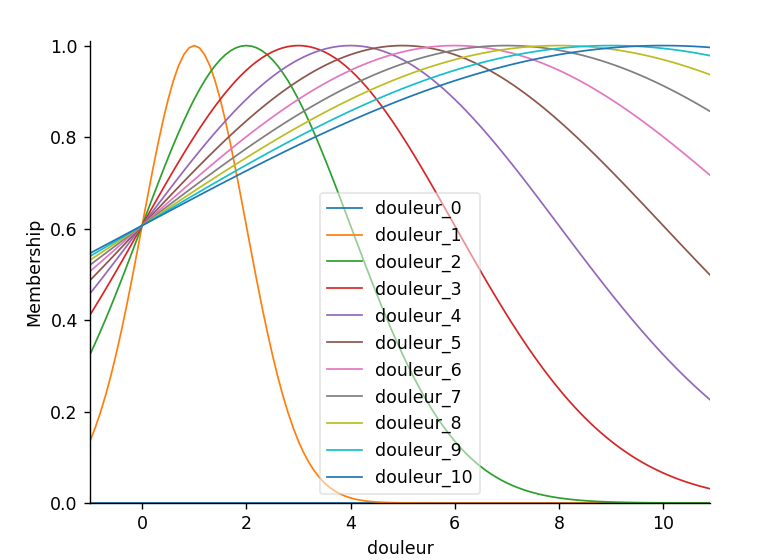 1.0
0.8
0.6
0.4
0.2
0.0
Membership
douleur_0
douleur_1
douleur_2
douleur_3
douleur_4
douleur_5
douleur_6
douleur_7
douleur_8
douleur_9
douleur_10
0 2 4 6 8 10
douleur